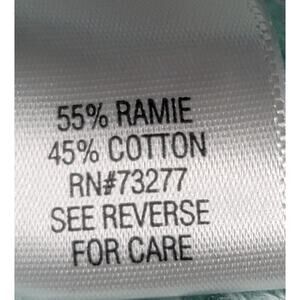 55% RAMIE
45% COTTON
RN#73277
SEE REVERSE
FOR CARE